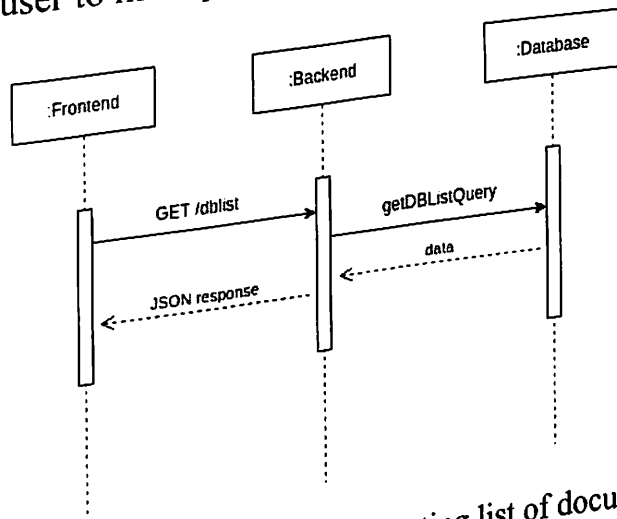 user to
:Frontend
:Backend
:Database
GET /dblist
getDBListQuery
data
JSON response
list of docu